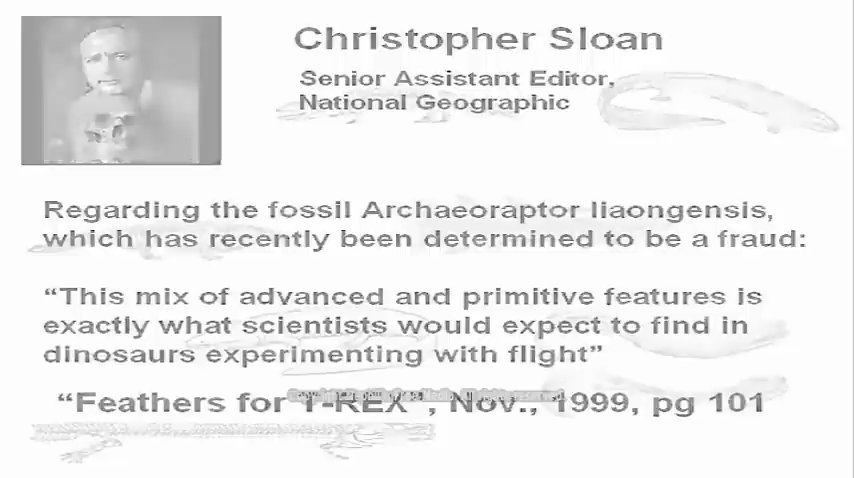 Christopher Sloan
Senior Assistant Editor,
National Geographic
Regarding the fossil Archaeoraptor liaongensis,
which has recently been determined to be a fraud:
“This mix of advanced and primitive features is
exactly what scientists would expect to find in
dinosaurs experimenting with flight”
“Feathers for T-REX”, Nov., 1999, pg 101